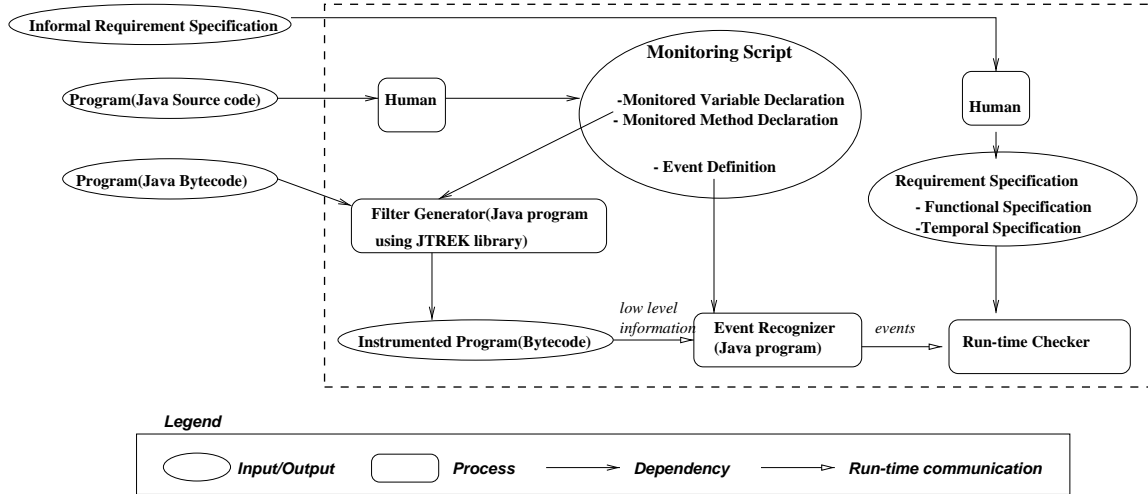 Informal Requirement Specification
Monitoring Script
Program(Java Source code)
Human
-Monitored Variable Declaration
- Monitored Method Declaration
Human
Program(Java Bytecode)
- Event Definition
Requirement Specification
- Functional Specification
-Temporal Specification
Filter Generator(Java program
using JTREK library)
low level
information
Instrumented Program(Bytecode)
Event Recognizer
(Java program)
events
Run-time Checker
Legend
Input/Output
Process
Dependency
Run-time communication